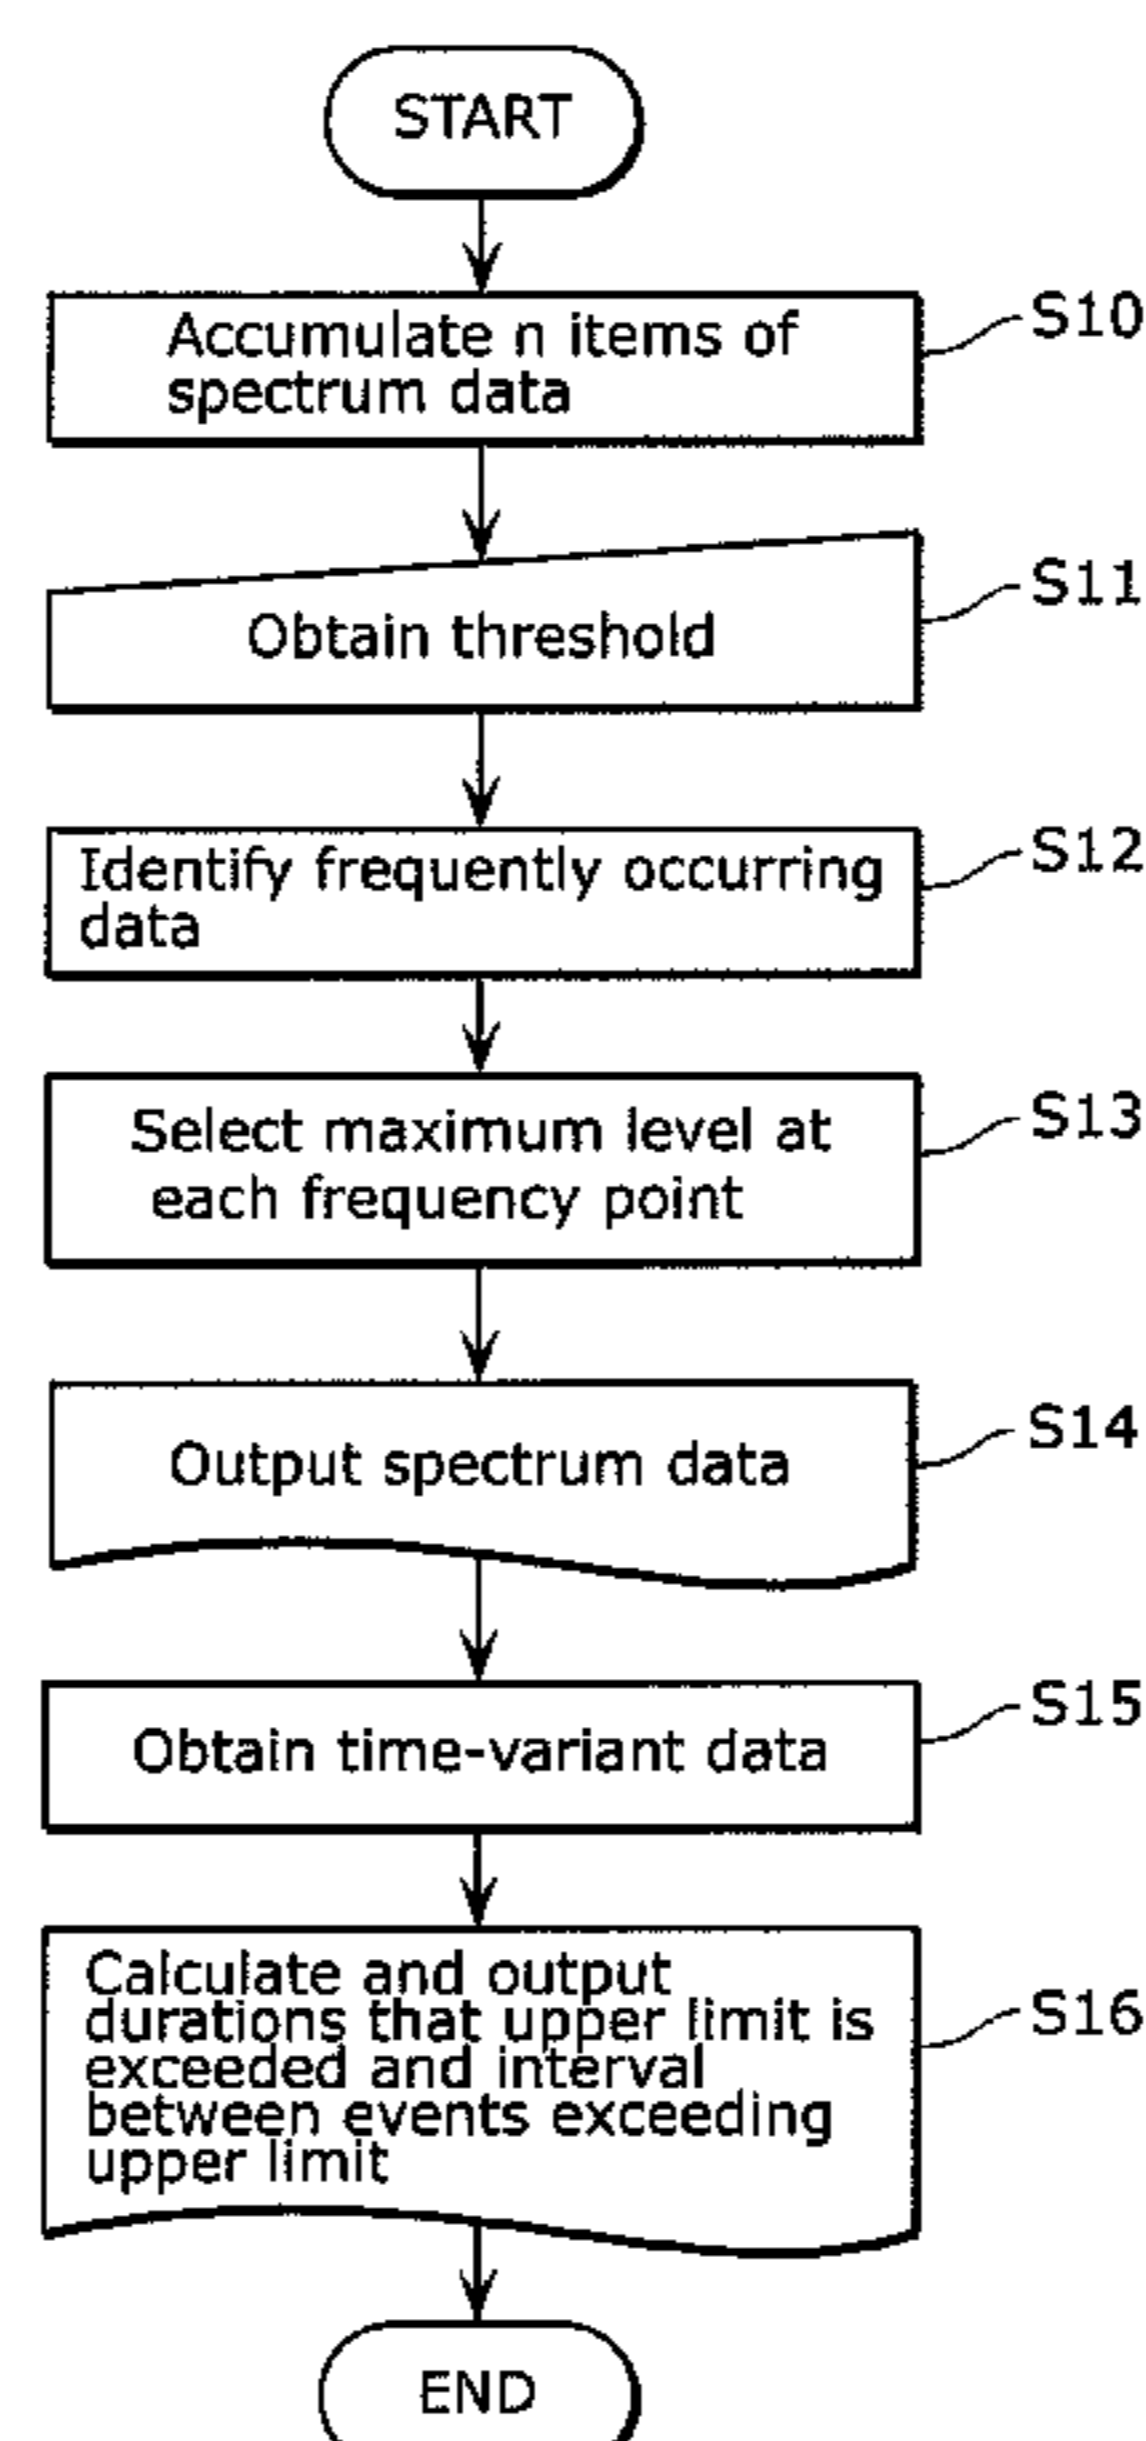 START
Accumulate n items of
spectrum data
S10
Obtain threshold
S11
Identify frequently occurring
data
S12
Select maximum level at
each frequency point
S13
Output spectrum data
S14
Obtain time-variant data
S15
Calculate and output
durations that upper limit is
exceeded and interval
between events exceeding
upper limit
S16
END